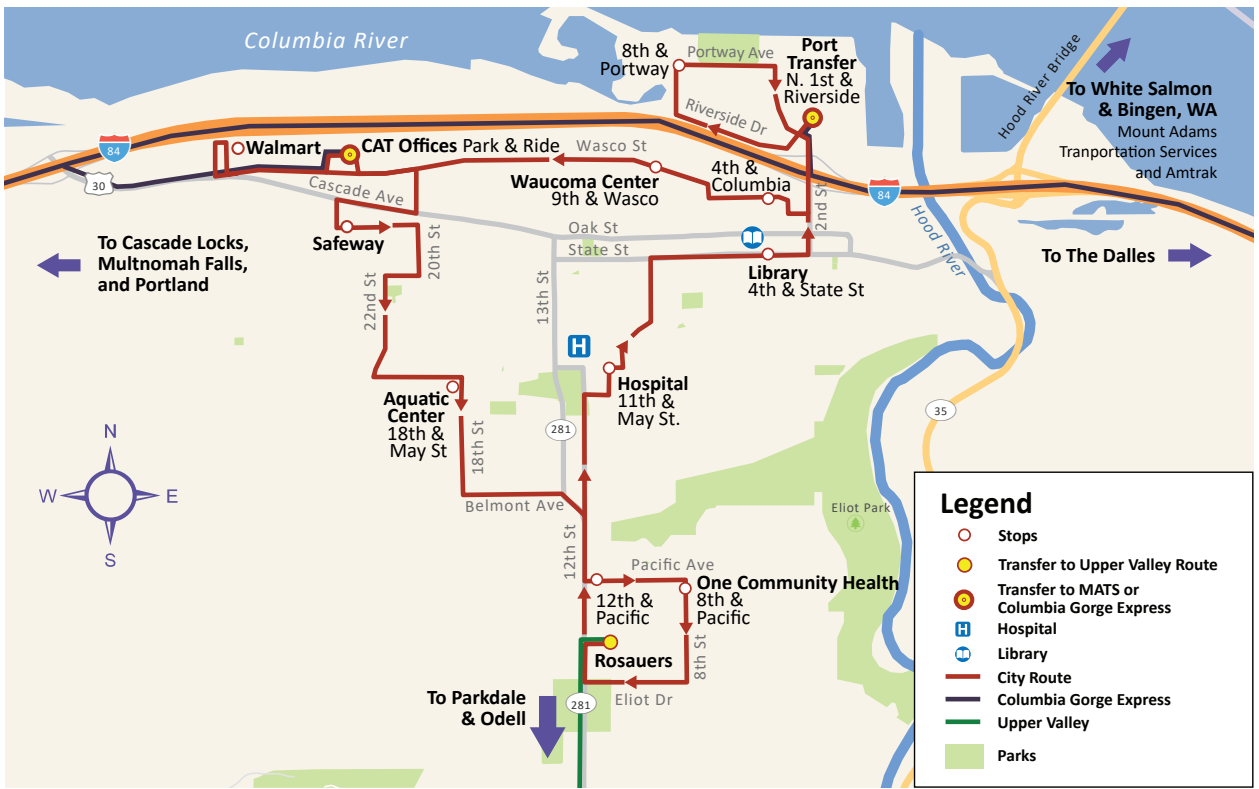 Columbia River
8th &
Portway
Portway Ave
Port
Transfer
N. 1st &
Riverside
Riverside Dr
Hood River Bridge
To White Salmon
& Bingen, WA
Mount Adams
Tranportation Services
and Amtrak
84
30
Walmart
CAT Offices Park & Ride
Wasco St
Waucoma Center
9th & Wasco
4th &
Columbia
2nd St
84
Hood River
Cascade Ave
Safeway
20th St
22nd St
Oak St
State St
Library
4th & State St
To The Dalles
To Cascade Locks,
Multnomah Falls,
and Portland
13th St
H
Hospital
11th &
May St.
Aquatic
Center
18th &
May St
18th St
281
35
Belmont Ave
12th St
Eliot Park
Pacific Ave
12th &
Pacific
One Community Health
8th &
Pacific
8th St
Rosauers
Eliot Dr
281
To Parkdale
& Odell
N
W
E
S
Legend
Stops
Transfer to Upper Valley Route
Transfer to MATS or
Columbia Gorge Express
H
Hospital
Library
City Route
Columbia Gorge Express
Upper Valley
Parks